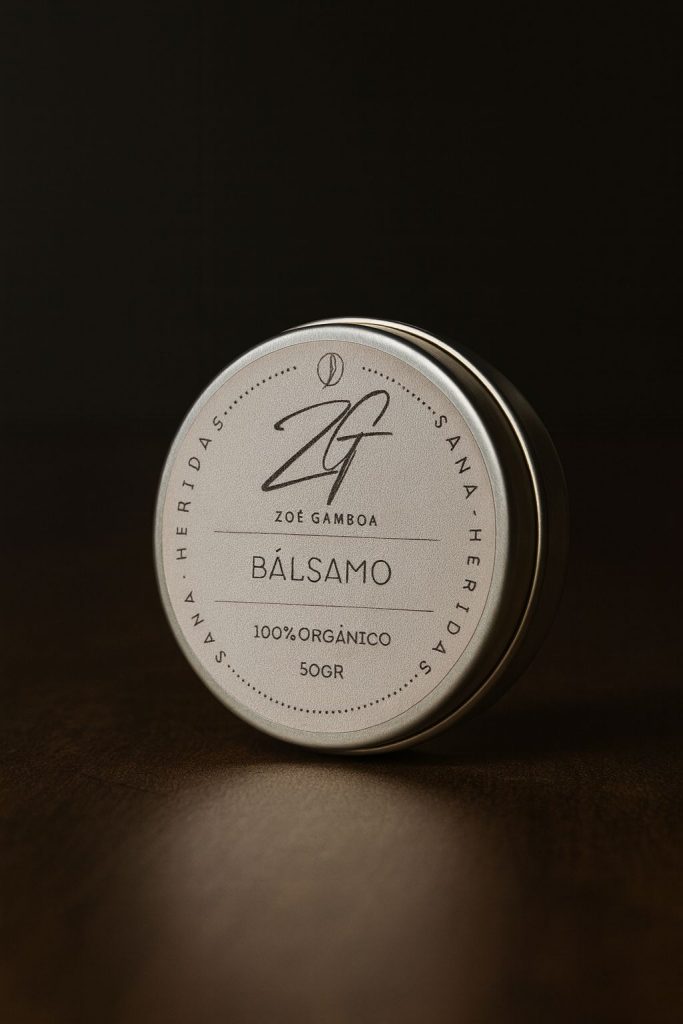 ZG
ZOÉ GAMBOA
BÁLSAMO
100% ORGÁNICO
50GR
SANA · HERIDAS
SANA - HERIDAS